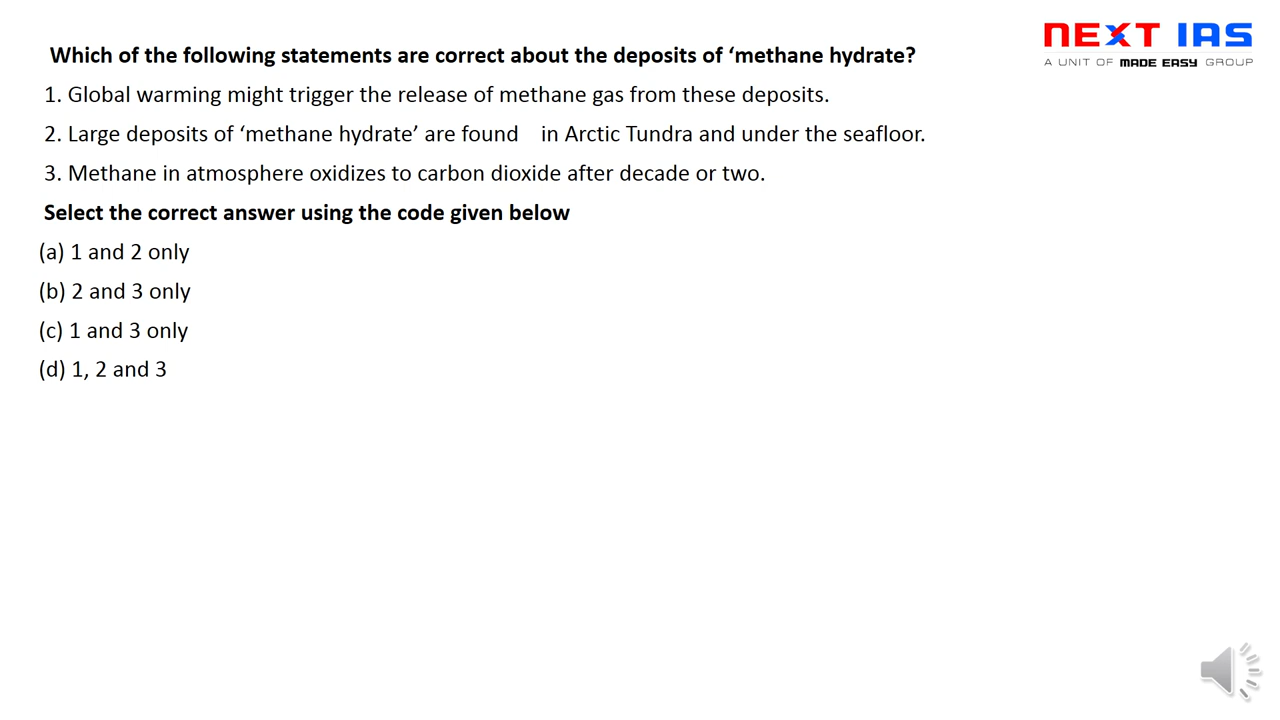 NEXT IAS
A UNIT OF MADE EASY GROUP
Which of the following statements are correct about the deposits of ‘methane hydrate?
1. Global warming might trigger the release of methane gas from these deposits.
2. Large deposits of ‘methane hydrate’ are found in Arctic Tundra and under the seafloor.
3. Methane in atmosphere oxidizes to carbon dioxide after decade or two.
Select the correct answer using the code given below
(a) 1 and 2 only
(b) 2 and 3 only
(c) 1 and 3 only
(d) 1, 2 and 3